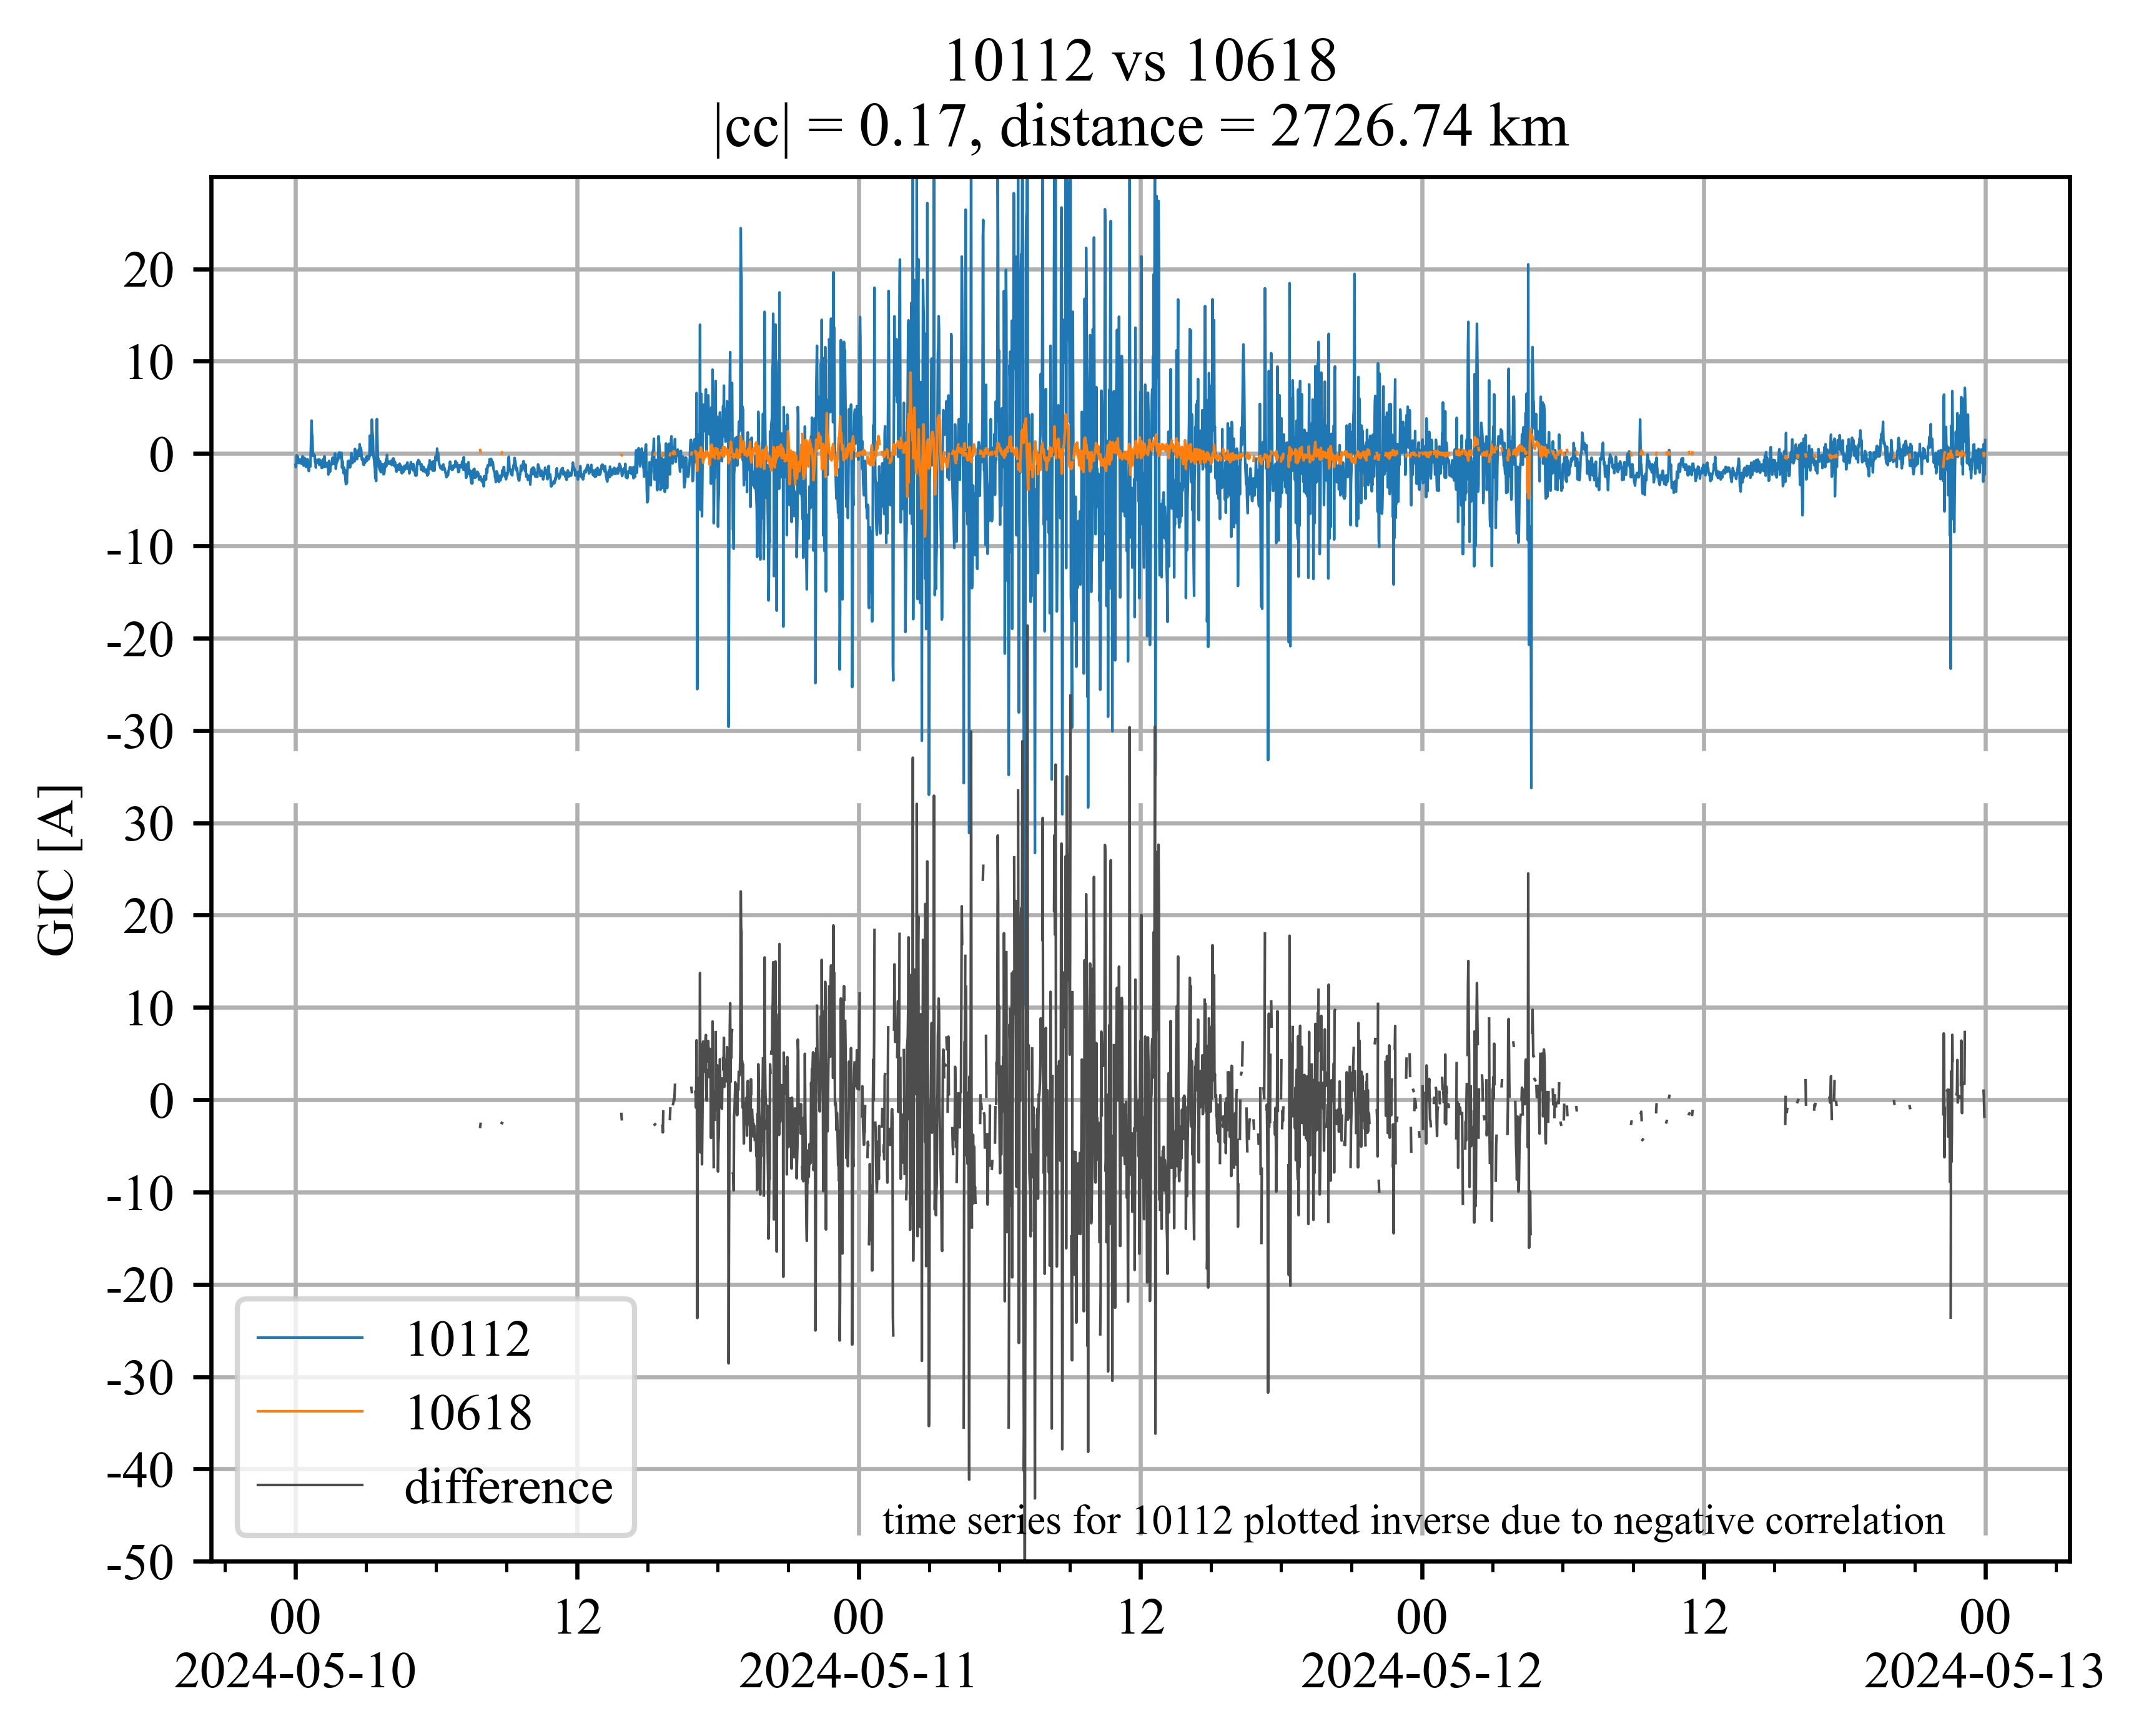 10112 vs 10618
|cc| = 0.17, distance = 2726.74 km
20
10
0
-10
-20
-30
30
20
10
0
-10
-20
-30
-40
-50
GIC [A]
10112
10618
difference
time series for 10112 plotted inverse due to negative correlation
00 12 00 12 00 12 00
2024-05-10 2024-05-11 2024-05-12 2024-05-13